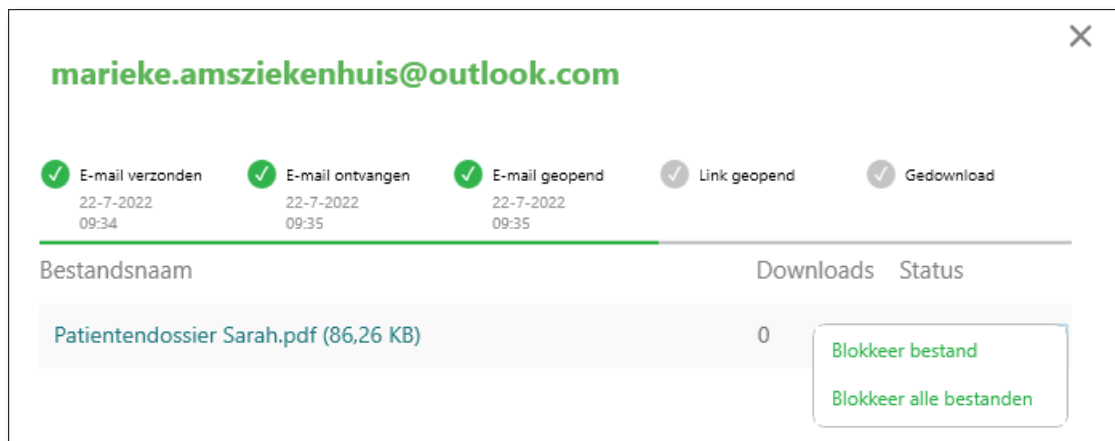 marieke.amsziekenhuis@outlook.com
E-mail verzonden E-mail ontvangen E-mail geopend Link geopend Gedownload
22-7-2022 22-7-2022 22-7-2022
09:34 09:35 09:35
Bestandsnaam Downloads Status
Patientendossier Sarah.pdf (86,26 KB) 0
Blokkeer bestand
Blokkeer alle bestanden